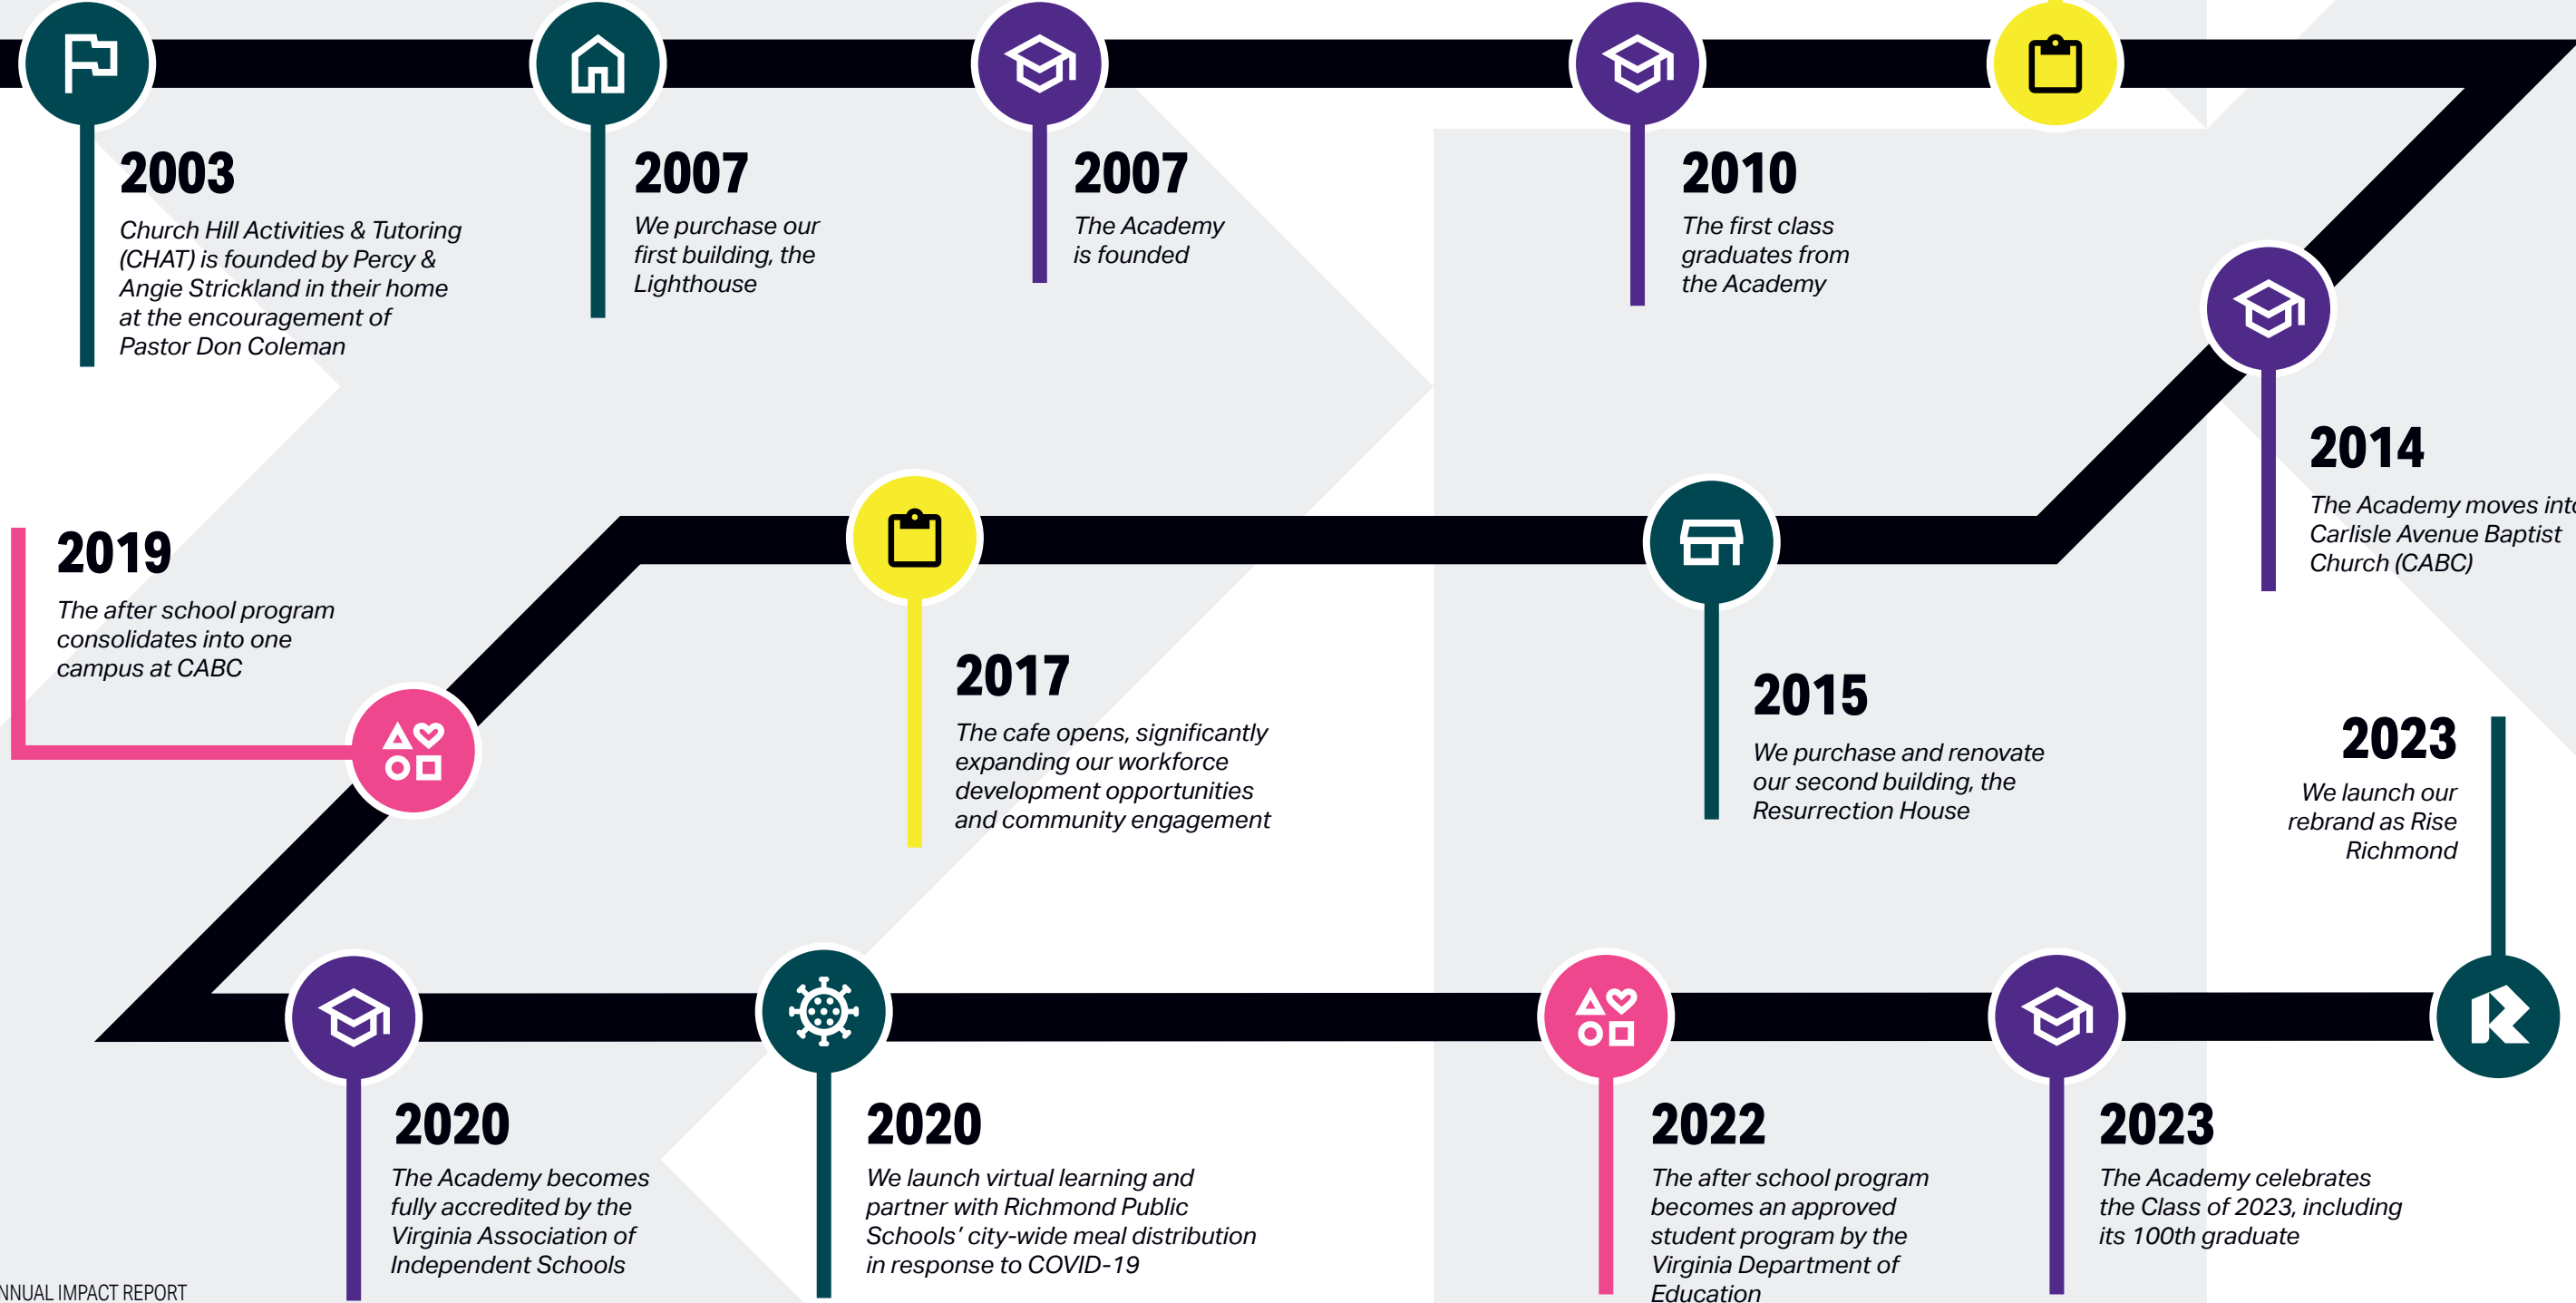 2003
Church Hill Activities & Tutoring
(CHAT) is founded by Percy &
Angie Strickland in their home
at the encouragement of
Pastor Don Coleman
2007
We purchase our
first building, the
Lighthouse
2007
The Academy
is founded
2010
The first class
graduates from
the Academy
2014
The Academy moves into
Carlisle Avenue Baptist
Church (CABC)
2015
We purchase and renovate
our second building, the
Resurrection House
2017
The cafe opens, significantly
expanding our workforce
development opportunities
and community engagement
2019
The after school program
consolidates into one
campus at CABC
2020
The Academy becomes
fully accredited by the
Virginia Association of
Independent Schools
2020
We launch virtual learning and
partner with Richmond Public
Schools’ city-wide meal distribution
in response to COVID-19
2022
The after school program
becomes an approved
student program by the
Virginia Department of
Education
2023
The Academy celebrates
the Class of 2023, including
its 100th graduate
2023
We launch our
rebrand as Rise
Richmond
NNUAL IMPACT REPORT